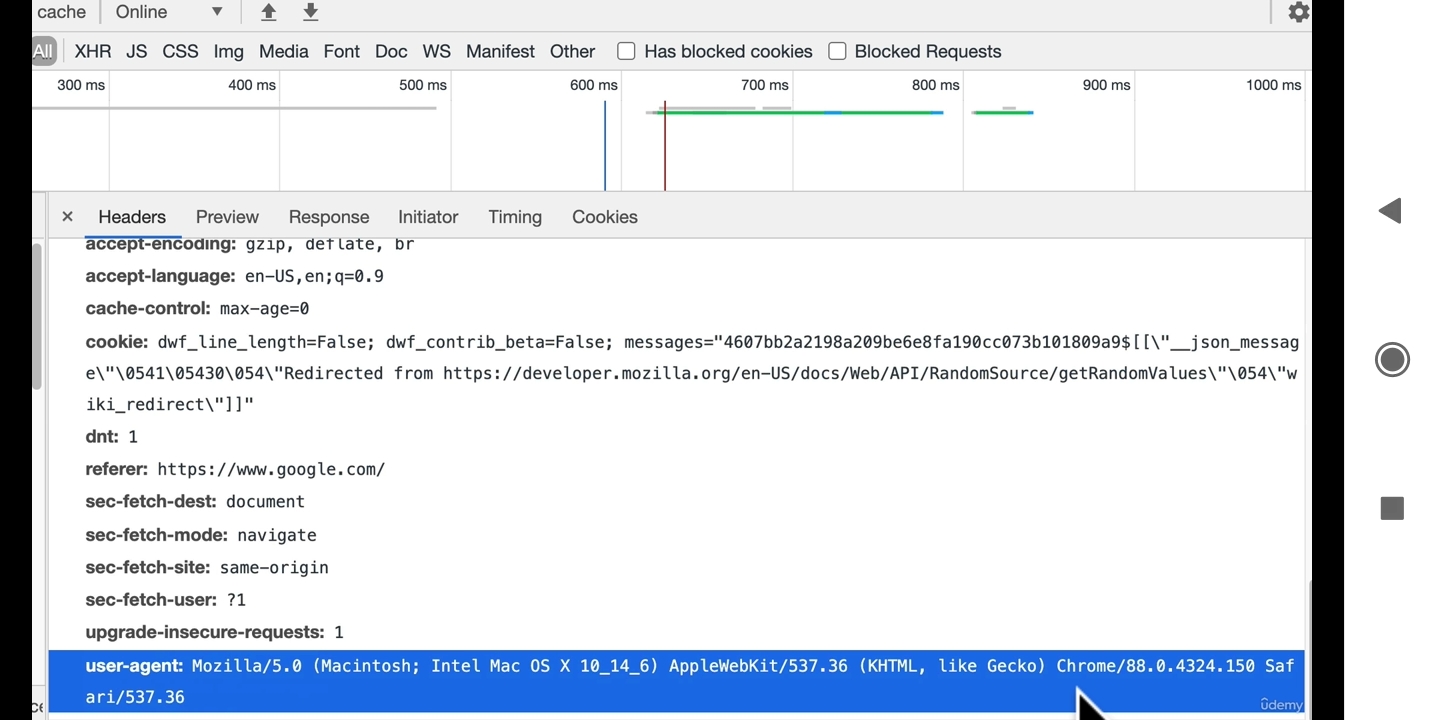 cache Online
All XHR JS CSS Img Media Font Doc WS Manifest Other Has blocked cookies Blocked Requests
300 ms 400 ms 500 ms 600 ms 700 ms 800 ms 900 ms 1000 ms
× Headers Preview Response Initiator Timing Cookies
accept-encoding: gzip, deflate, br
accept-language: en-US,en;q=0.9
cache-control: max-age=0
cookie: dwf_line_length=False; dwf_contrib_beta=False; messages="4607bb2a2198a209be6e8fa190cc073b101809a9$[[\"__json_messag
e\"\0541\05430\054\"Redirected from https://developer.mozilla.org/en-US/docs/Web/API/RandomSource/getRandomValues\"\054\"w
iki_redirect\"]]"
dnt: 1
referer: https://www.google.com/
sec-fetch-dest: document
sec-fetch-mode: navigate
sec-fetch-site: same-origin
sec-fetch-user: ?1
upgrade-insecure-requests: 1
user-agent: Mozilla/5.0 (Macintosh; Intel Mac OS X 10_14_6) AppleWebKit/537.36 (KHTML, like Gecko) Chrome/88.0.4324.150 Saf
ari/537.36
ûdemy